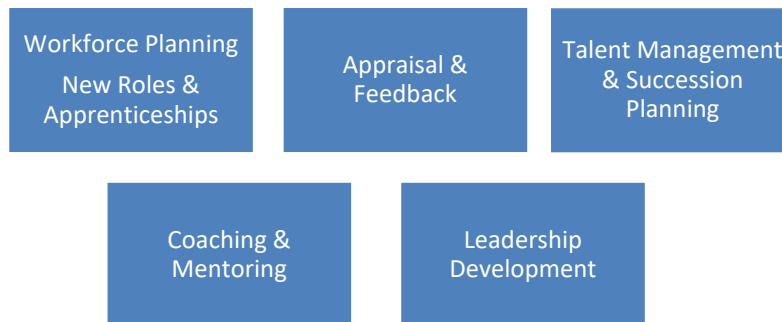 Workforce Planning
New Roles &
Apprenticeships
Appraisal &
Feedback
Talent Management
& Succession
Planning
Coaching &
Mentoring
Leadership
Development